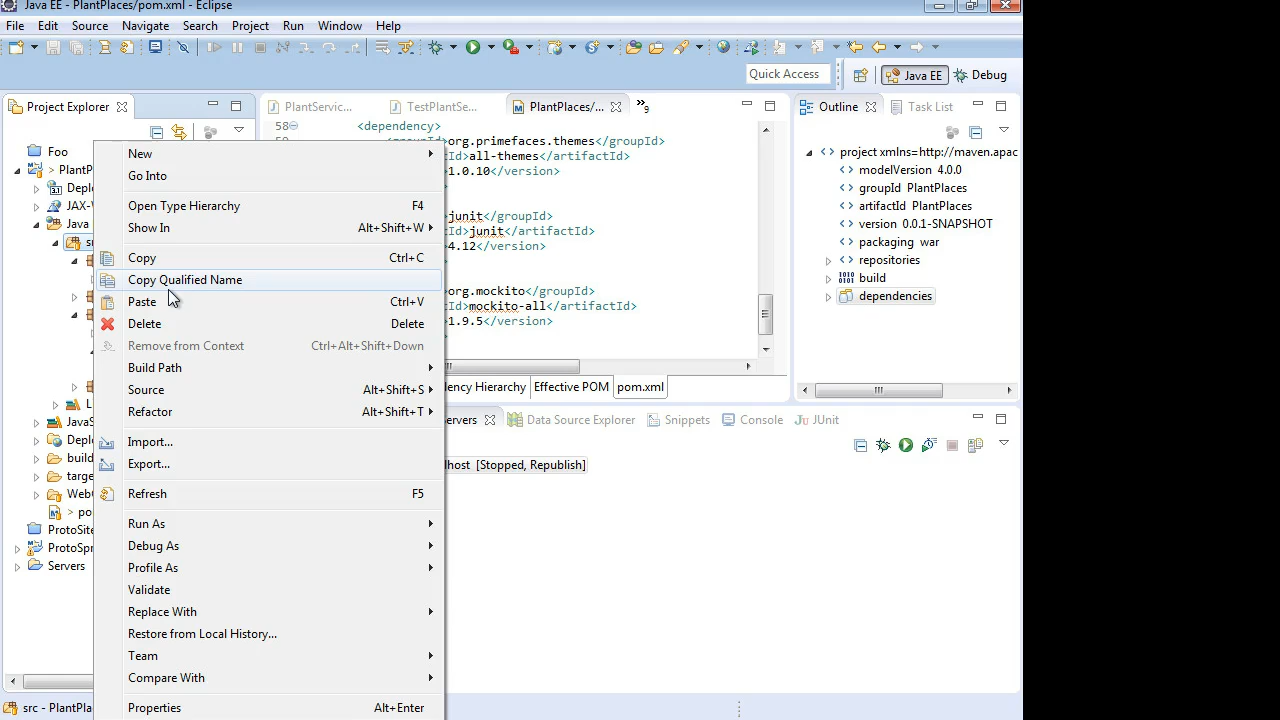 Java EE - PlantPlaces/pom.xml - Eclipse
File Edit Source Navigate Search Project Run Window Help
Quick Access
Java EE
Debug
Project Explorer
PlantServic...
TestPlantSe...
PlantPlaces/...
9
Outline
Task List
Foo
> PlantP
Deplo
JAX-W
Java
src
L
JavaS
Deplo
build
targe
WebC
> po
ProtoSite
ProtoSpr
Servers
New
Go Into
Open Type Hierarchy F4
Show In Alt+Shift+W
Copy Ctrl+C
Copy Qualified Name
Paste Ctrl+V
Delete Delete
Remove from Context Ctrl+Alt+Shift+Down
Build Path
Source Alt+Shift+S
Refactor Alt+Shift+T
Import...
Export...
Refresh F5
Run As
Debug As
Profile As
Validate
Replace With
Restore from Local History...
Team
Compare With
Properties Alt+Enter
58 <dependency>
org.primefaces.themes</groupId>
Id>all-themes</artifactId>
1.0.10</version>
junit</groupId>
Id>junit</artifactId>
4.12</version>
org.mockito</groupId>
Id>mockito-all</artifactId>
1.9.5</version>
ency Hierarchy
Effective POM
pom.xml
project xmlns=http://maven.apac
modelVersion 4.0.0
groupId PlantPlaces
artifactId PlantPlaces
version 0.0.1-SNAPSHOT
packaging war
repositories
build
dependencies
ervers
Data Source Explorer
Snippets
Console
JUnit
lhost [Stopped, Republish]
src - PlantPla